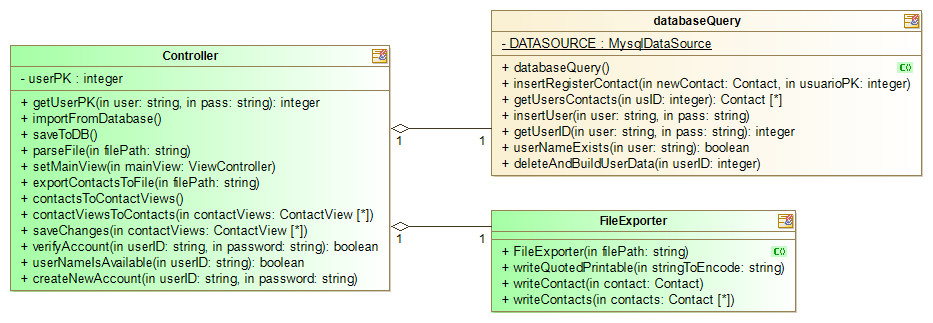 Controller
- userPK : integer
+ getUserPK(in user: string, in pass: string): integer
+ importFromDatabase()
+ saveToDB()
+ parseFile(in filePath: string)
+ setMainView(in mainView: ViewController)
+ exportContactsToFile(in filePath: string)
+ contactsToContactViews()
+ contactViewsToContacts(in contactViews: ContactView [*])
+ saveChanges(in contactViews: ContactView [*])
+ verifyAccount(in userID: string, in password: string): boolean
+ userNameIsAvailable(in userID: string): boolean
+ createNewAccount(in userID: string, in password: string)
1
1
databaseQuery
- DATASOURCE : MysqlDataSource
+ databaseQuery()
C()
+ insertRegisterContact(in newContact: Contact, in usuarioPK: integer)
+ getUsersContacts(in usID: integer): Contact [*]
+ insertUser(in user: string, in pass: string)
+ getUserID(in user: string, in pass: string): integer
+ userNameExists(in user: string): boolean
+ deleteAndBuildUserData(in userID: integer)
1
1
FileExporter
+ FileExporter(in filePath: string)
C()
+ writeQuotedPrintable(in stringToEncode: string)
+ writeContact(in contact: Contact)
+ writeContacts(in contacts: Contact [*])